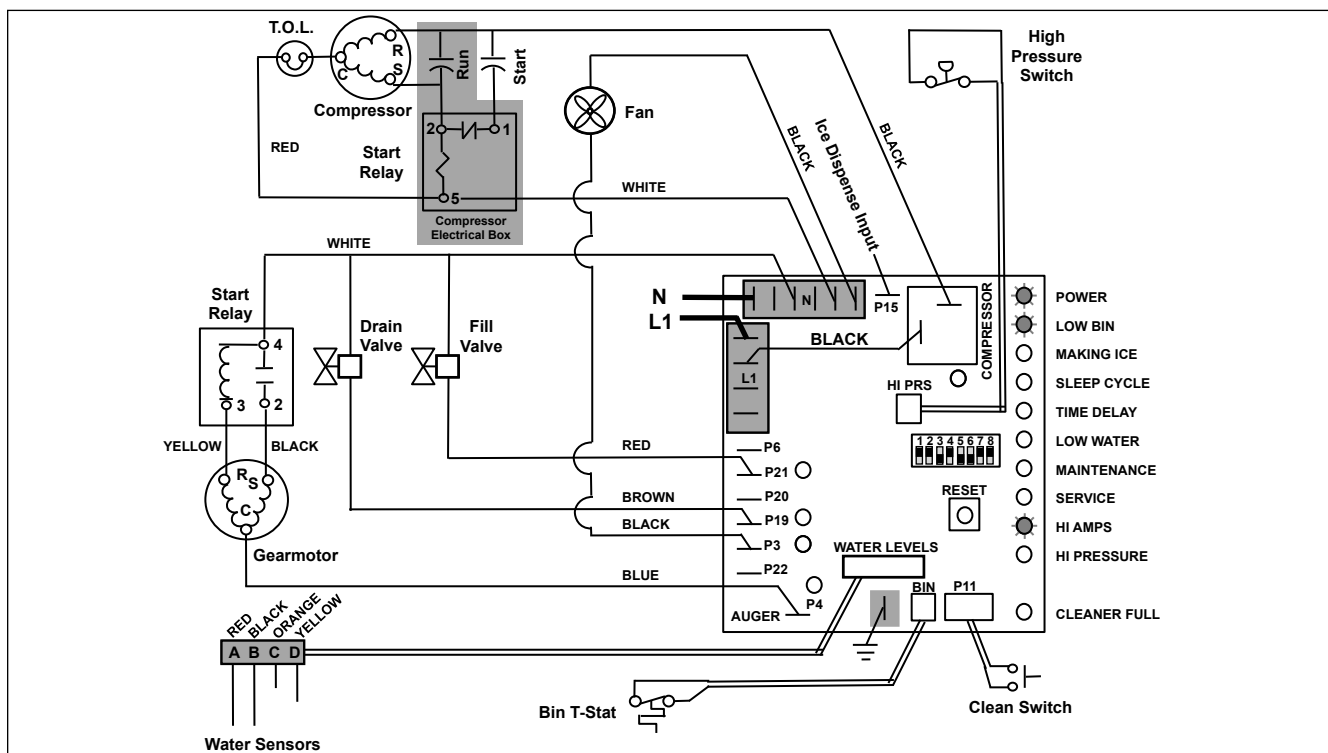 T.O.L.
R
S
C
Compressor
Run
Start
2
1
5
Start
Relay
Compressor
Electrical Box
RED
WHITE
Fan
BLACK
Ice Dispense Input
BLACK
High
Pressure
Switch
WHITE
Start
Relay
4
3
2
YELLOW
BLACK
R
S
C
Gearmotor
Drain
Valve
Fill
Valve
N
L1
N
P15
BLACK
L1
COMPRESSOR
HI PRS
1 2 3 4 5 6 7 8
RESET
POWER
LOW BIN
MAKING ICE
SLEEP CYCLE
TIME DELAY
LOW WATER
MAINTENANCE
SERVICE
HI AMPS
HI PRESSURE
CLEANER FULL
RED
BROWN
BLACK
BLUE
P6
P21
P20
P19
P3
P22
P4
AUGER
WATER LEVELS
BIN
P11
RED
BLACK
ORANGE
YELLOW
A B C D
Water Sensors
Bin T-Stat
Clean Switch